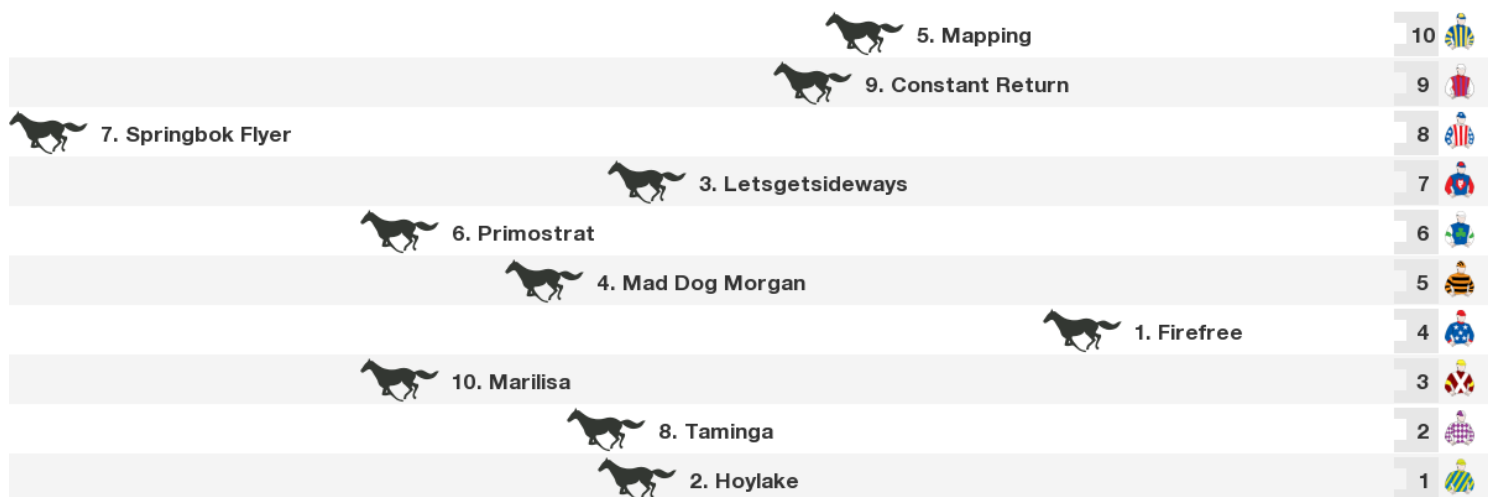 5. Mapping 10
9. Constant Return 9
7. Springbok Flyer 8
3. Letsgetsideways 7
6. Primostrat 6
4. Mad Dog Morgan 5
1. Firefree 4
10. Marilisa 3
8. Taminga 2
2. Hoylake 1